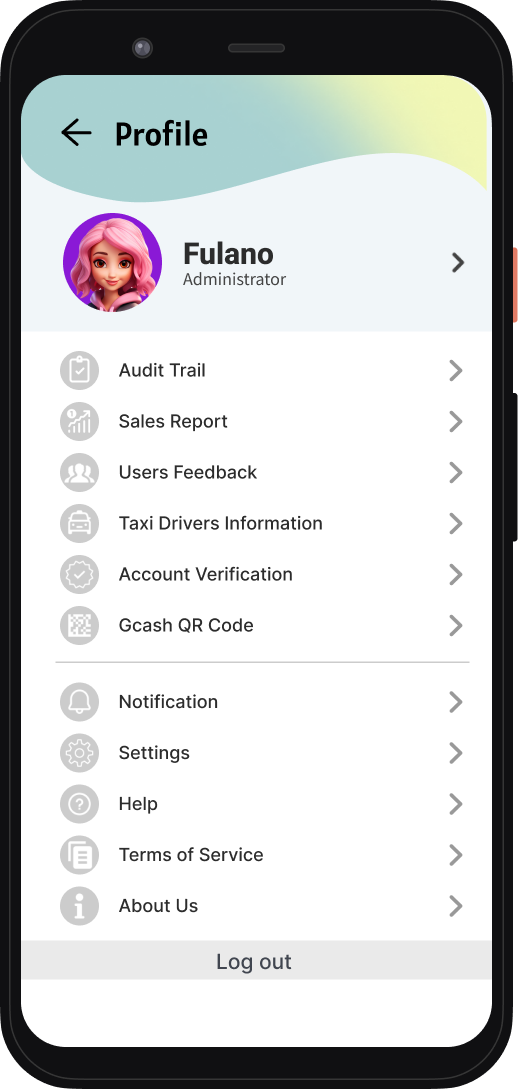 Profile
Fulano
Administrator
Audit Trail
Sales Report
Users Feedback
Taxi Drivers Information
Account Verification
Gcash QR Code
Notification
Settings
Help
Terms of Service
About Us
Log out